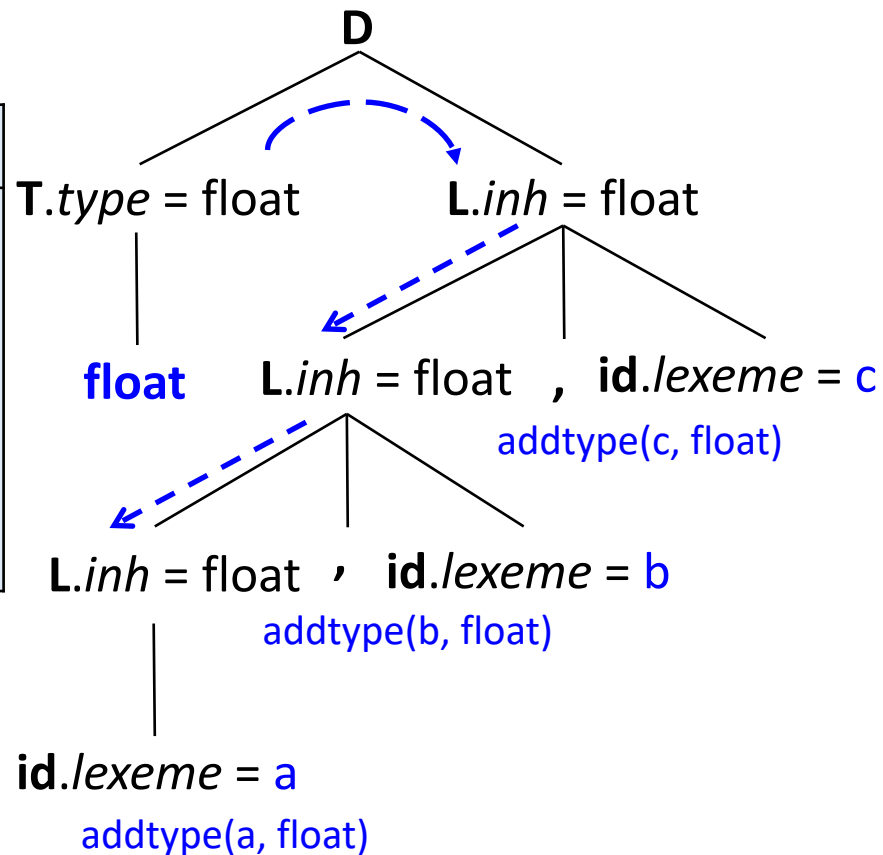 D
T.type = float L.inh = float
float L.inh = float , id.lexeme = c
addtype(c, float)
L.inh = float , id.lexeme = b
addtype(b, float)
id.lexeme = a
addtype(a, float)